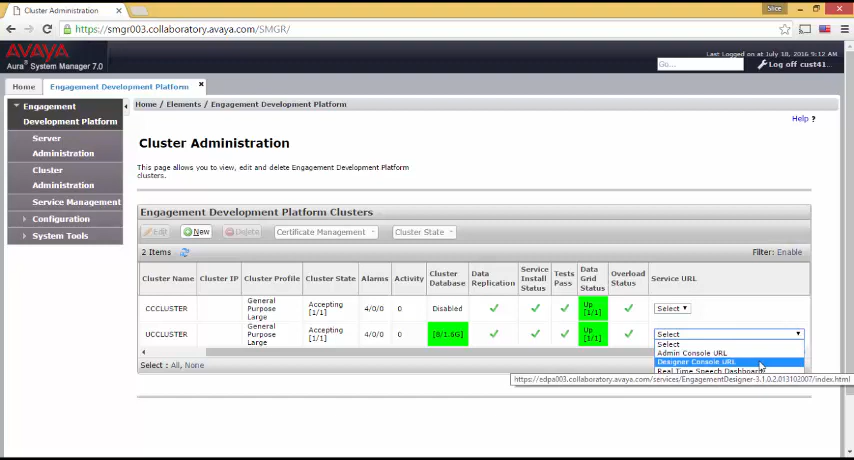 Cluster Administration
Slice
https://smgr003.collaboratory.avaya.com/SMGR/
AVAYA
Aura® System Manager 7.0
Last Logged on at July 18, 2016 9:12 AM
Go...
Log off cust41...
Home
Engagement Development Platform
Engagement
Development Platform
Server
Administration
Cluster
Administration
Service Management
Configuration
System Tools
Home / Elements / Engagement Development Platform
Help ?
Cluster Administration
This page allows you to view, edit and delete Engagement Development Platform
clusters.
Engagement Development Platform Clusters
Edit
New
Delete
Certificate Management
Cluster State
2 Items
Filter: Enable
Cluster Name
Cluster IP
Cluster Profile
Cluster State
Alarms
Activity
Cluster
Database
Data
Replication
Service
Install
Status
Tests
Pass
Data
Grid
Status
Overload
Status
Service URL
CCCLUSTER
General
Purpose
Large
Accepting
[1/1]
4/0/0
0
Disabled
Up
[1/1]
Select
UCCLUSTER
General
Purpose
Large
Accepting
[1/1]
4/0/0
0
[8/1.6G]
Up
[1/1]
Select
Select
Admin Console URL
Designer Console URL
Real Time Speech Dashboard
Select : All, None
https://edpa003.collaboratory.avaya.com/services/EngagementDesigner-3.1.0.2.013102007/index.html